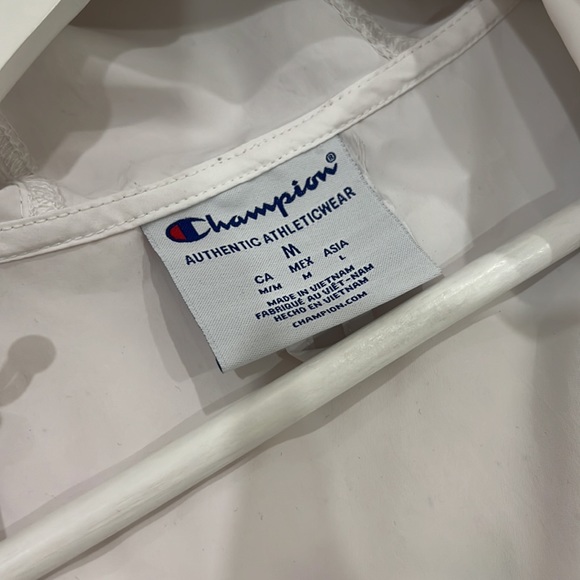 Champion®
AUTHENTIC ATHLETICWEAR
M
CA MEX ASIA
M/M M L
MADE IN VIETNAM
FABRIQUÉ AU VIÊT-NAM
HECHO EN VIETNAM
CHAMPION.COM